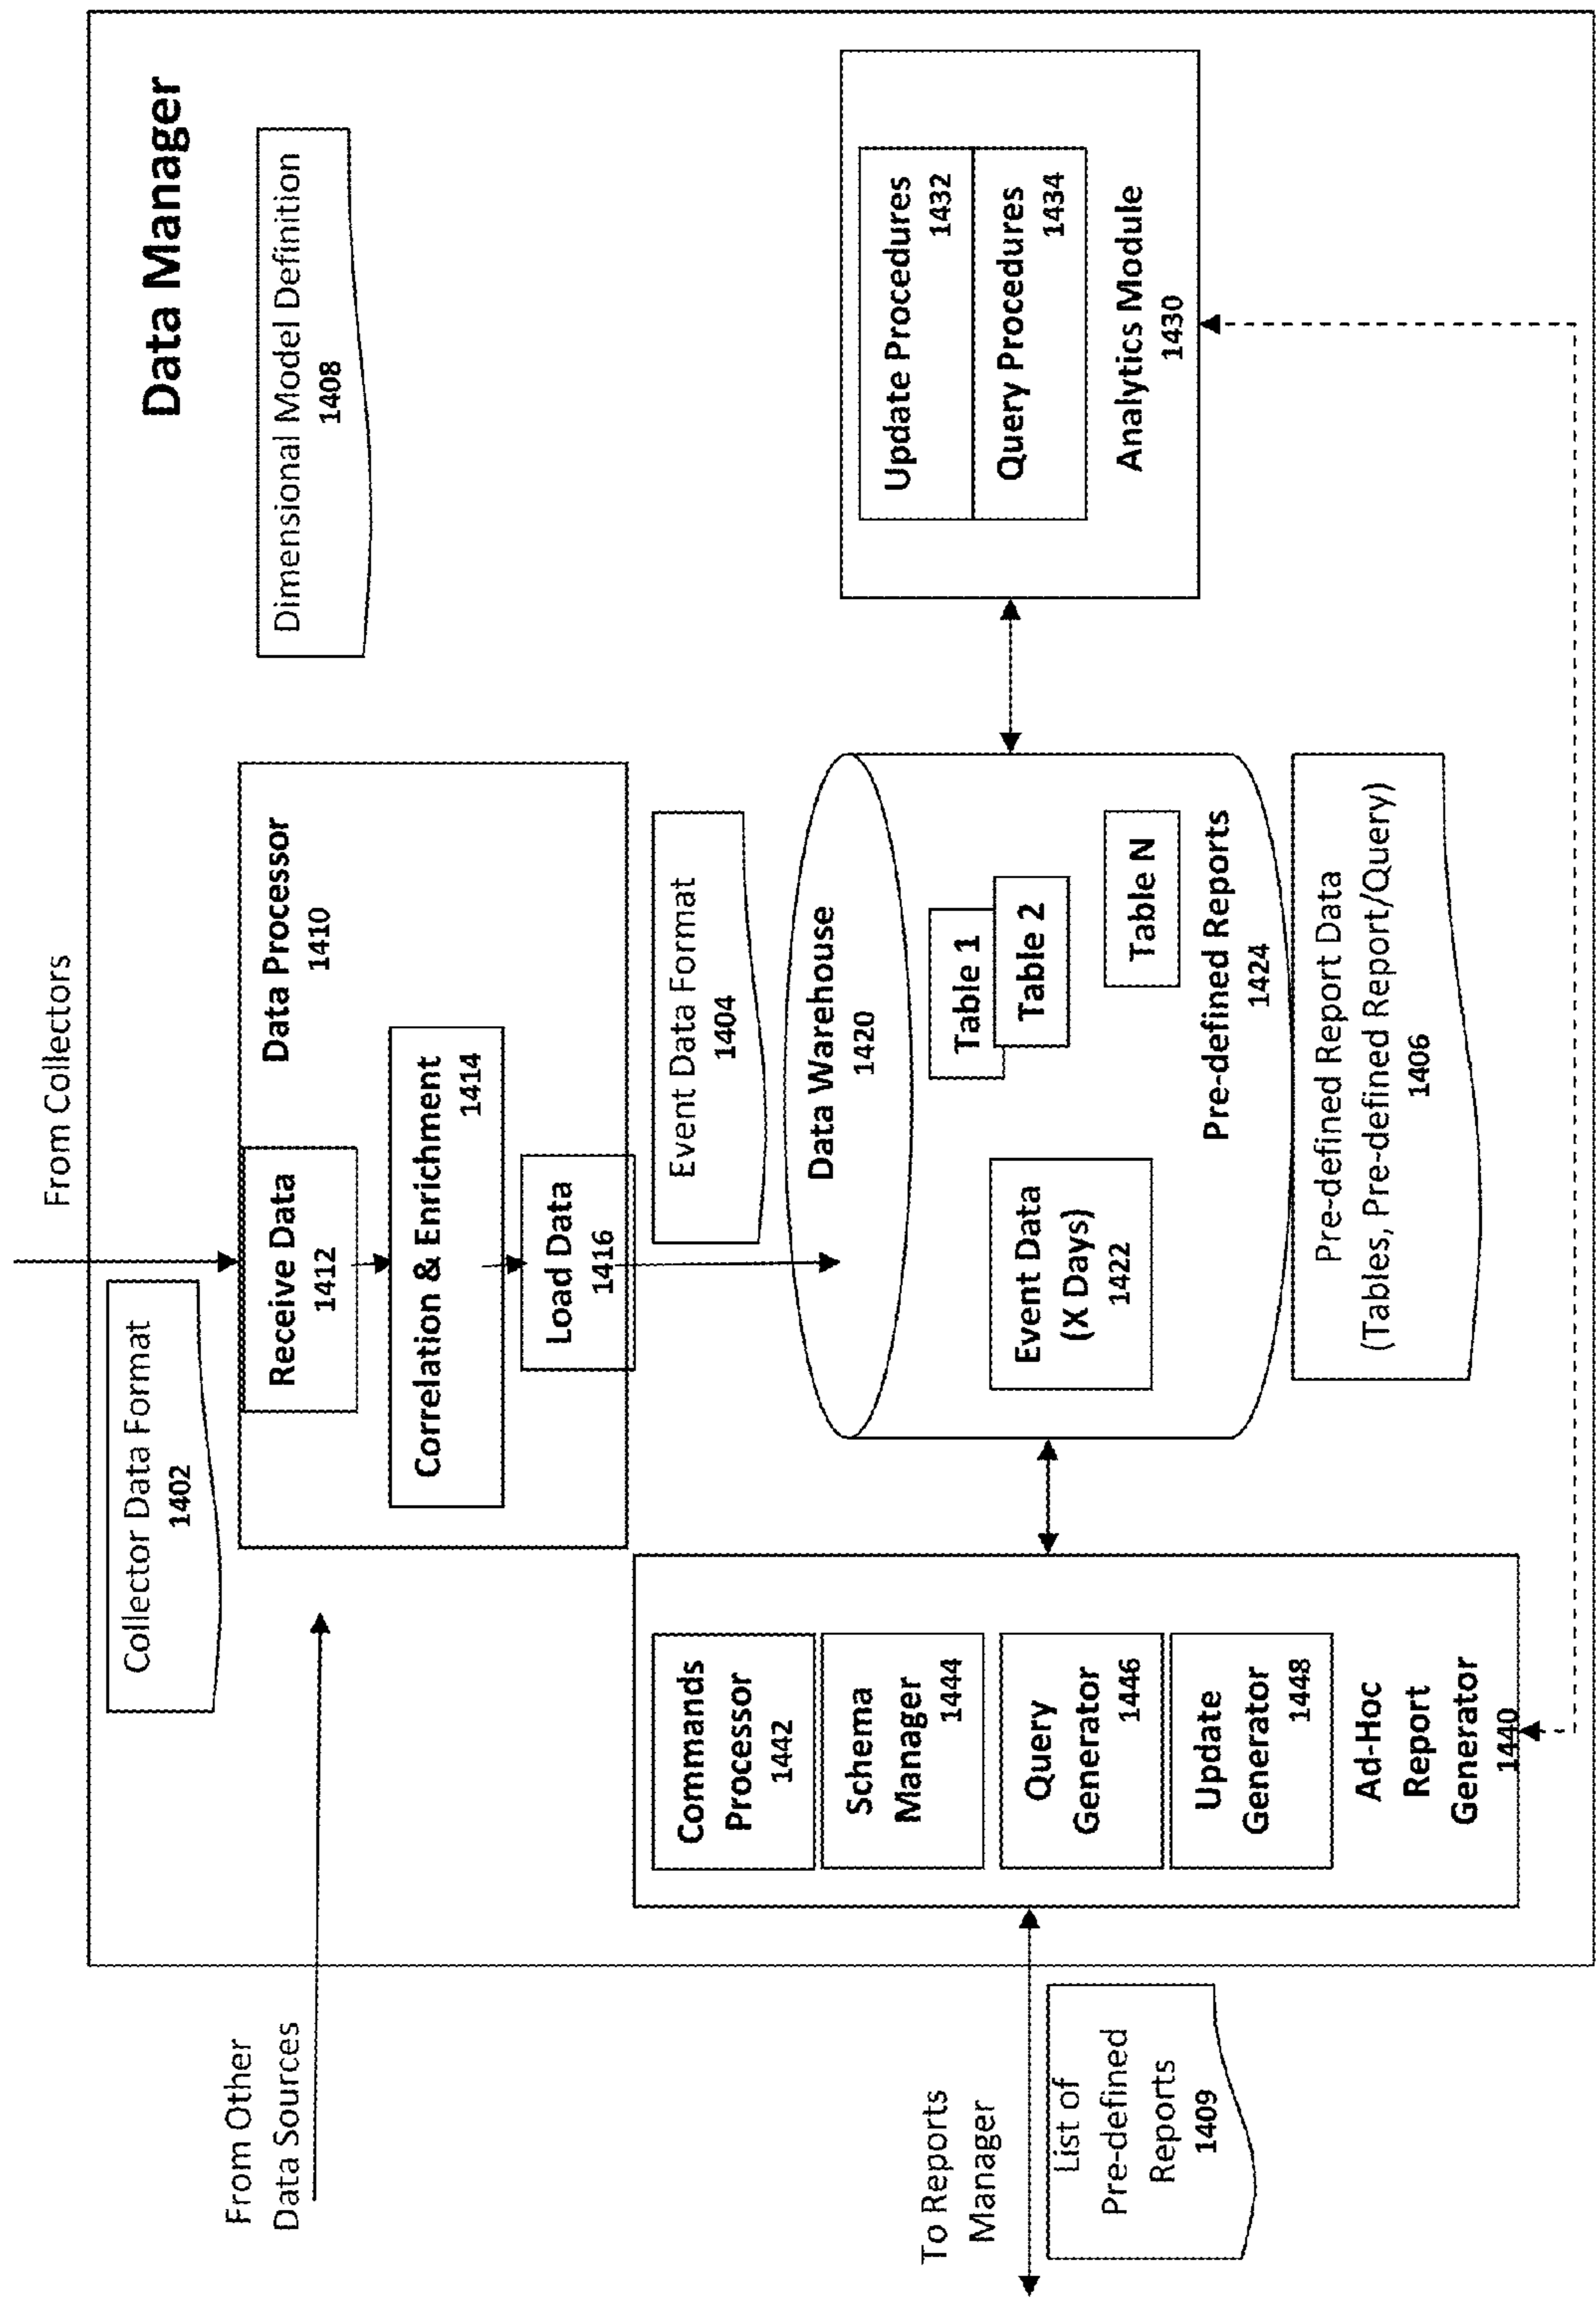 From Collectors
Data Manager
Collector Data Format
1402
Dimensional Model Definition
1408
From Other
Data Sources
Data Processor
1410
Receive Data
1412
Correlation & Enrichment
1414
Load Data
1416
Event Data Format
1404
Commands
Processor
1442
Schema
Manager
1444
Query
Generator
1446
Update
Generator
1448
Ad-Hoc
Report
Generator
1440
Data Warehouse
1420
Event Data
(X Days)
1422
Table 1
Table 2
Table N
Pre-defined Reports
1424
Pre-defined Report Data
(Tables, Pre-defined Report/Query)
1406
Update Procedures
1432
Query Procedures
1434
Analytics Module
1430
To Reports
Manager
List of
Pre-defined
Reports
1409